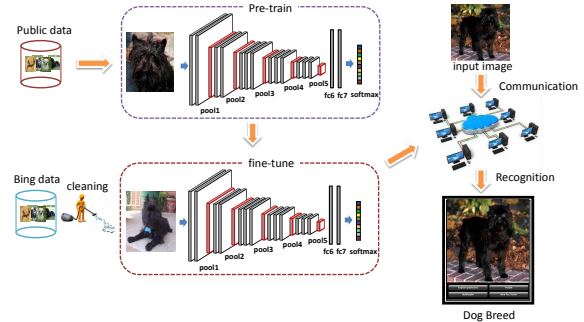 Public data
Pre-train
pool1
pool2
pool3
pool4
pool5
fc6 fc7 softmax
input image
Communication
Bing data
cleaning
fine-tune
pool1
pool2
pool3
pool4
pool5
fc6 fc7 softmax
Recognition
Dog Breed